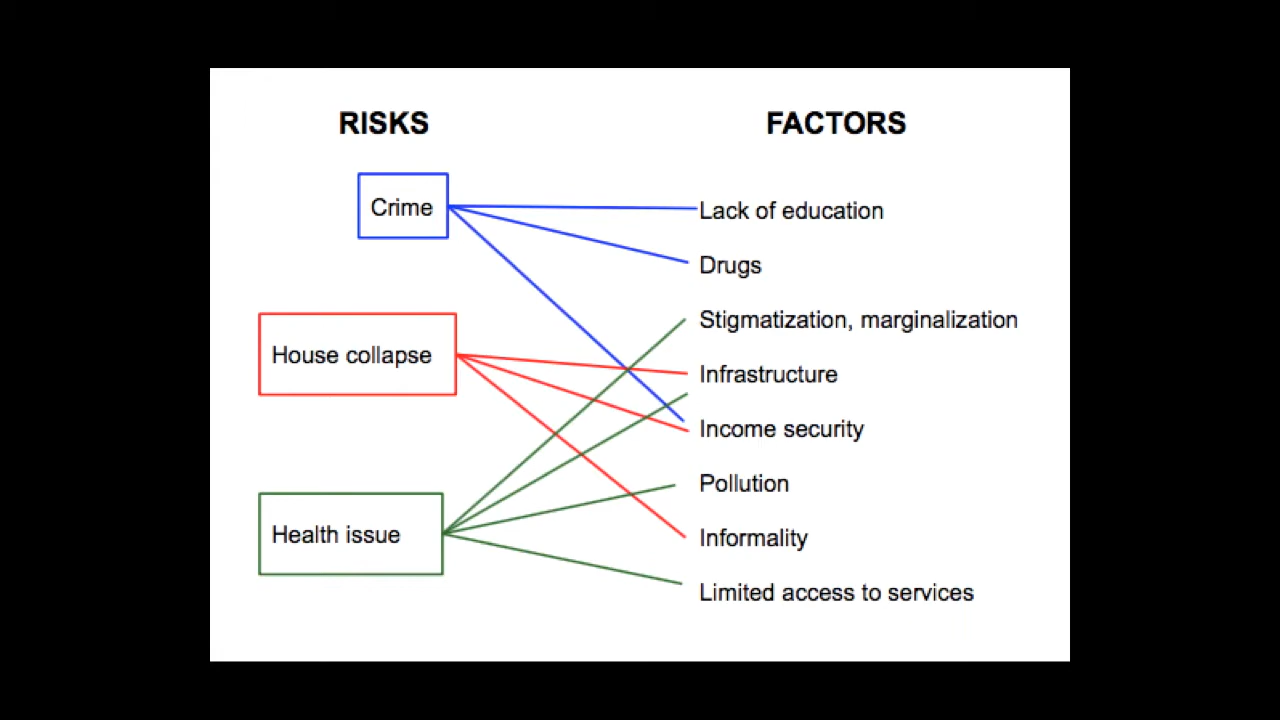 RISKS
FACTORS
Crime
Lack of education
Drugs
Stigmatization, marginalization
House collapse
Infrastructure
Income security
Pollution
Health issue
Informality
Limited access to services